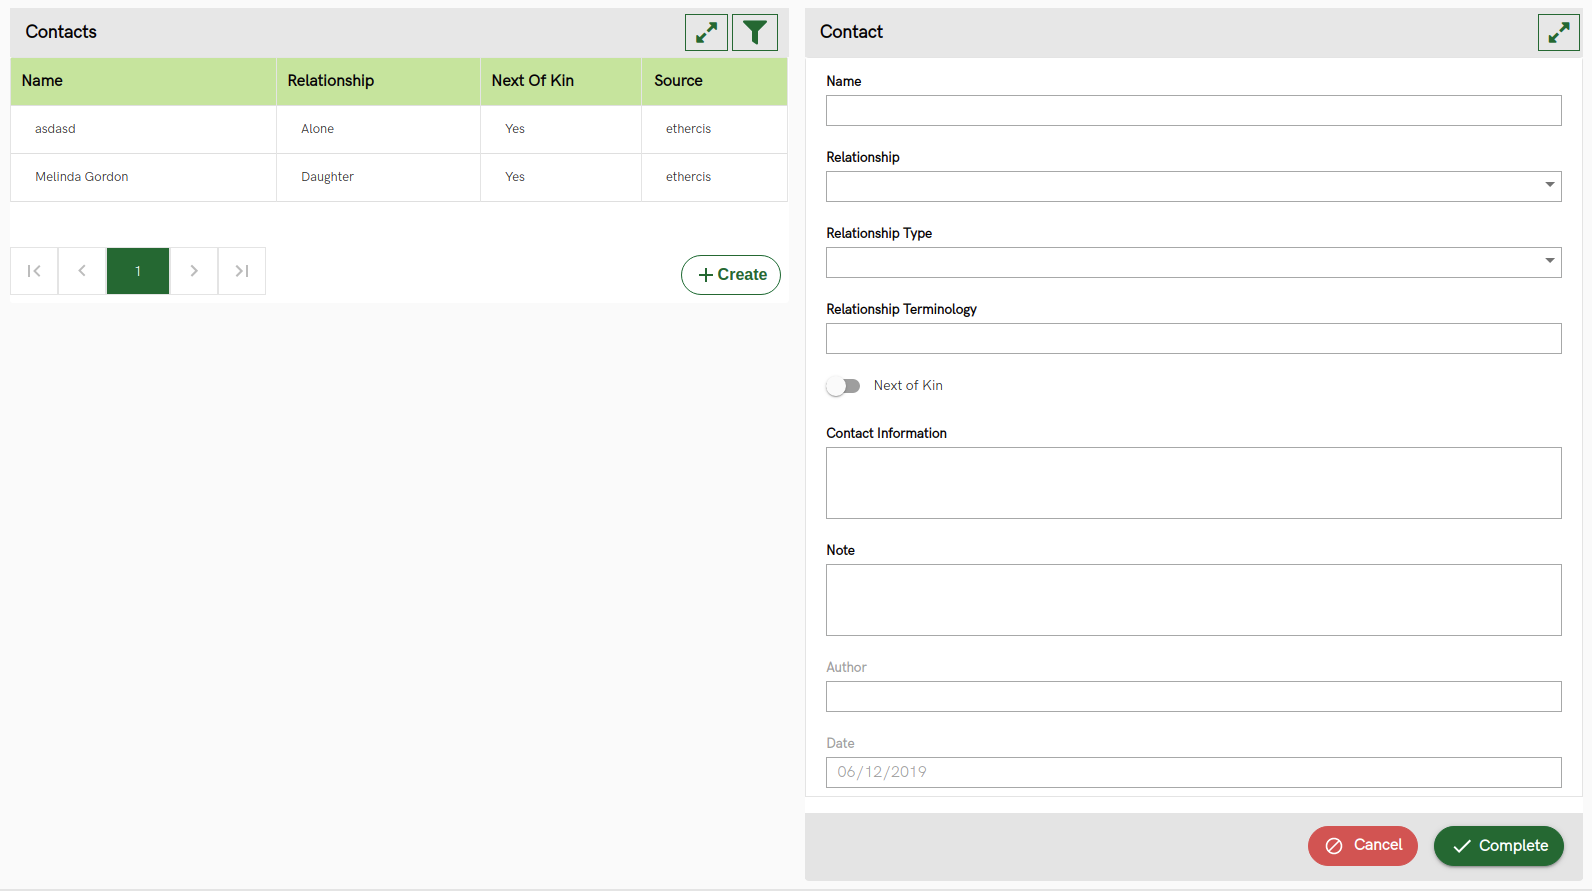 Contacts
Name Relationship Next Of Kin Source
asdasd Alone Yes ethercis
Melinda Gordon Daughter Yes ethercis
1
Create
Contact
Name
Relationship
Relationship Type
Relationship Terminology
Next of Kin
Contact Information
Note
Author
Date
06/12/2019
Cancel Complete